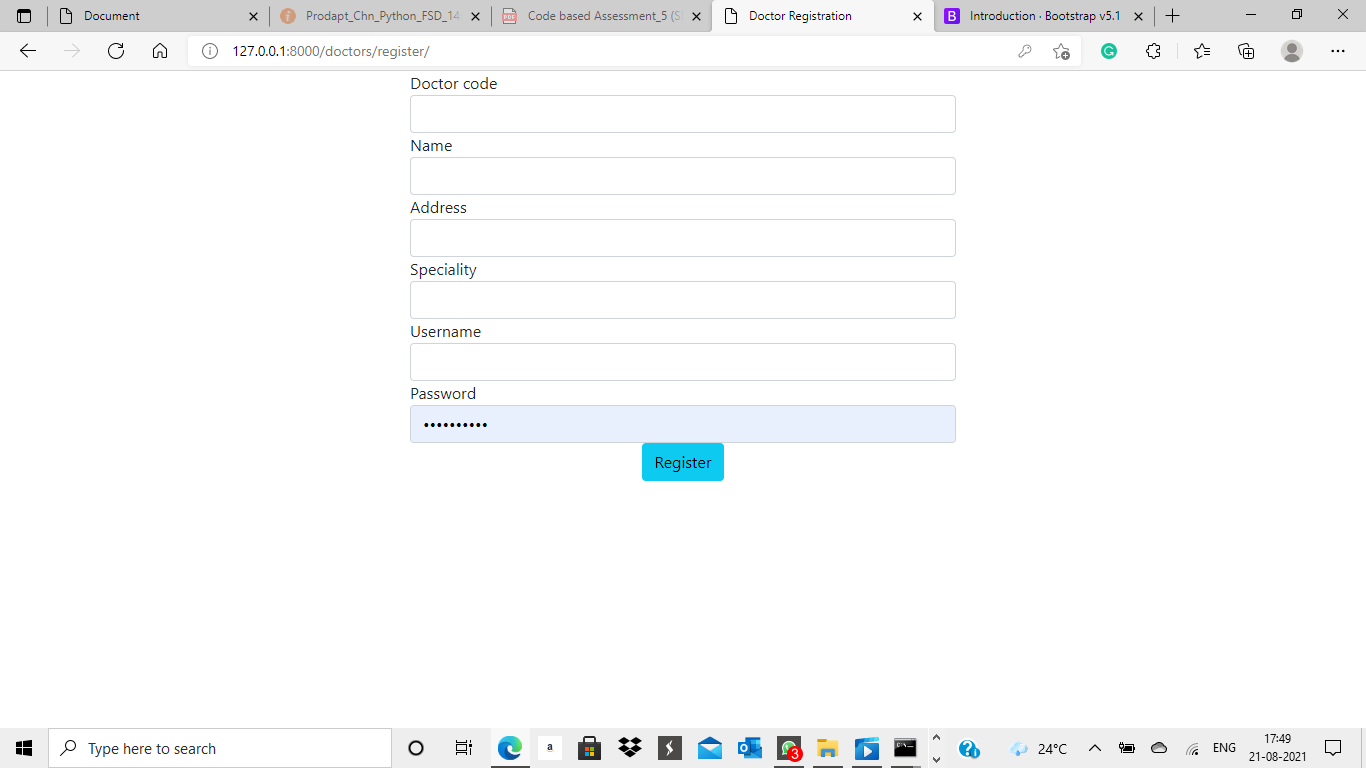 Document
Prodapt_Chn_Python_FSD_14
Code based Assessment_5 (S
Doctor Registration
B Introduction · Bootstrap v5.1
127.0.0.1:8000/doctors/register/
Doctor code
Name
Address
Speciality
Username
Password
••••••••••
Register
Type here to search
a
3
24°C
ENG
17:49
21-08-2021